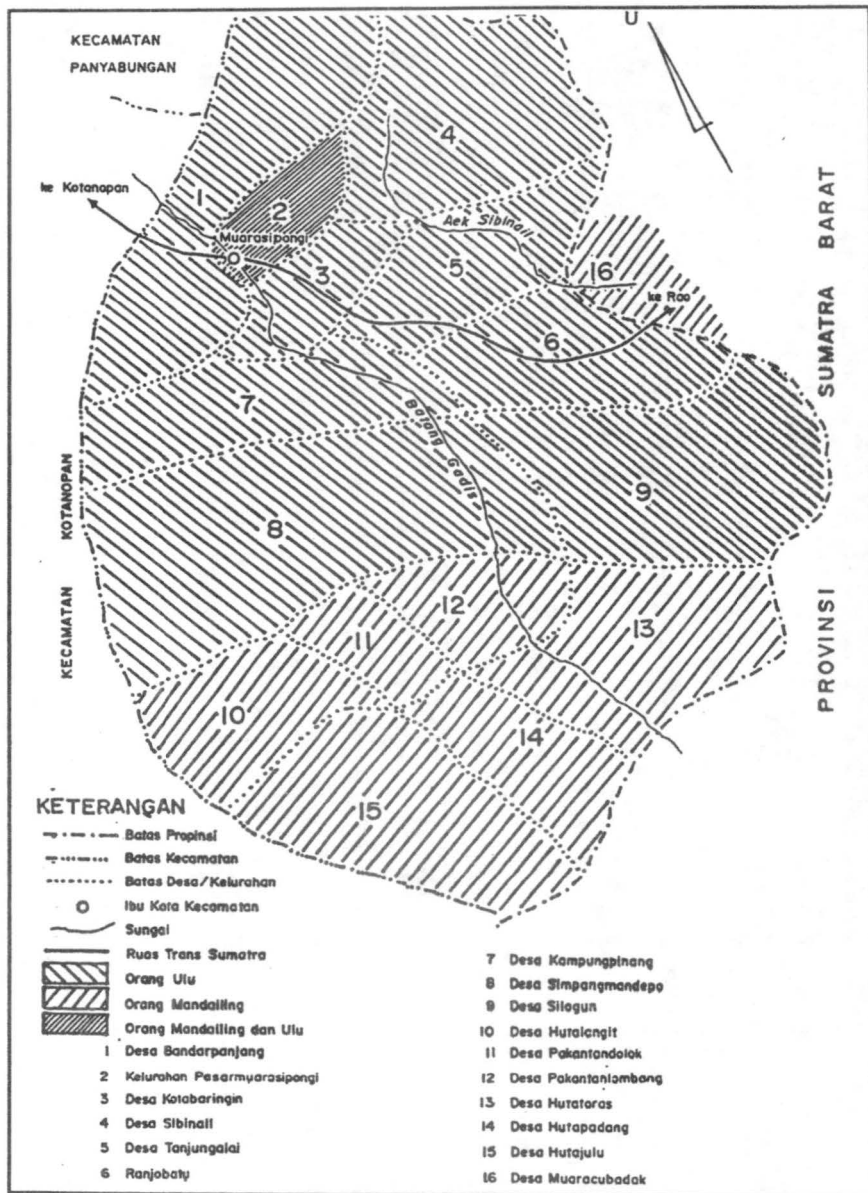 U
KECAMATAN
PANYABUNGAN
4
ke Kotanopan
1
2
Aek Sibinail
Muarasipongi
3
5
16
ke Rao
6
7
Batang Gadis
8
9
12
13
11
10
14
15
KECAMATAN KOTANOPAN
PROVINSI SUMATRA BARAT
KETERANGAN
Batas Propinsi
Batas Kecamatan
Batas Desa/Kelurahan
Ibu Kota Kecamatan
Sungai
Ruas Trans Sumatra
Orang Ulu
Orang Mandailing
Orang Mandailing dan Ulu
1 Desa Bandarpanjang
2 Kelurahan Pasarmuarasipongi
3 Desa Kotabaringin
4 Desa Sibinail
5 Desa Tanjungalai
6 Ranjobatu
7 Desa Kampungpinang
8 Desa Simpangmandepo
9 Desa Silogun
10 Desa Hutalangit
11 Desa Pakantandolok
12 Desa Pakantanlombang
13 Desa Hutatoras
14 Desa Hutapadang
15 Desa Hutajulu
16 Desa Muaracubadak